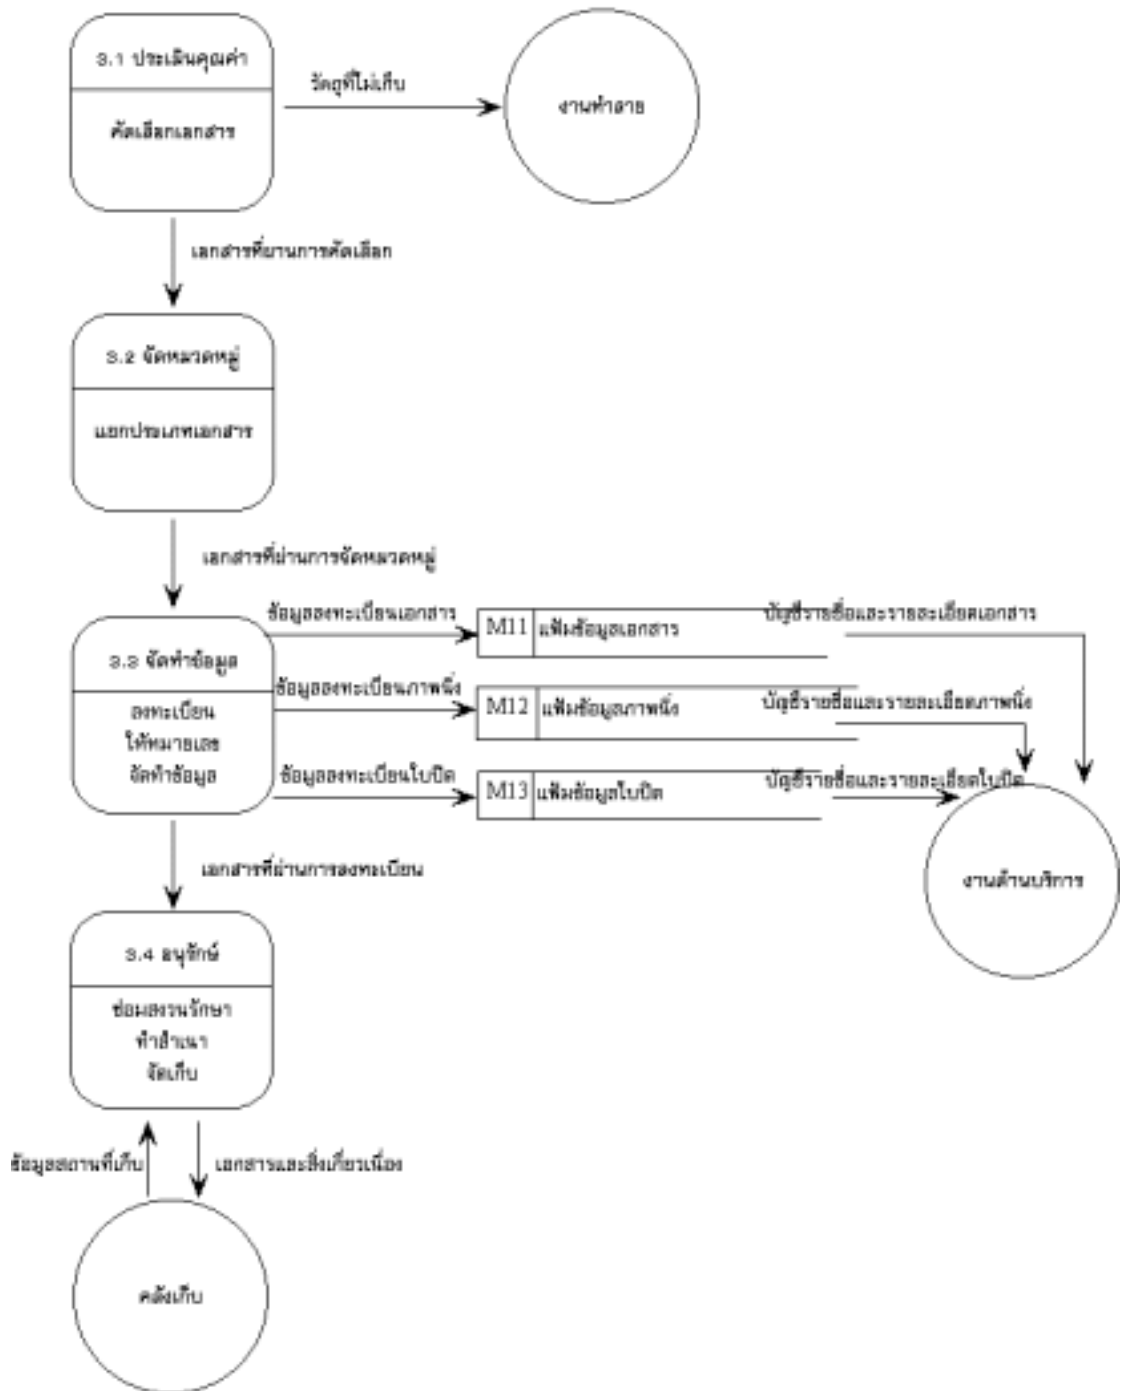 3.1 ประเมินคุณค่า
วัตถุที่ไม่เก็บ
งานทำลาย
คัดเลือกเอกสาร
เอกสารที่ผ่านการคัดเลือก
3.2 จัดหมวดหมู่
แยกประเภทเอกสาร
เอกสารที่ผ่านการจัดหมวดหมู่
ข้อมูลลงทะเบียนเอกสาร
M11 แฟ้มข้อมูลเอกสาร
บัญชีรายชื่อและรายละเอียดเอกสาร
3.3 จัดทำข้อมูล
ข้อมูลลงทะเบียนภาพนิ่ง
M12 แฟ้มข้อมูลภาพนิ่ง
บัญชีรายชื่อและรายละเอียดภาพนิ่ง
ลงทะเบียน
ให้หมายเลข
จัดทำข้อมูล
ข้อมูลลงทะเบียนใบปิด
M13 แฟ้มข้อมูลใบปิด
บัญชีรายชื่อและรายละเอียดใบปิด
เอกสารที่ผ่านการลงทะเบียน
งานด้านบริการ
3.4 อนุรักษ์
ซ่อมสงวนรักษา
ทำสำเนา
จัดเก็บ
ข้อมูลสถานที่เก็บ
เอกสารและสิ่งเกี่ยวเนื่อง
คลังเก็บ